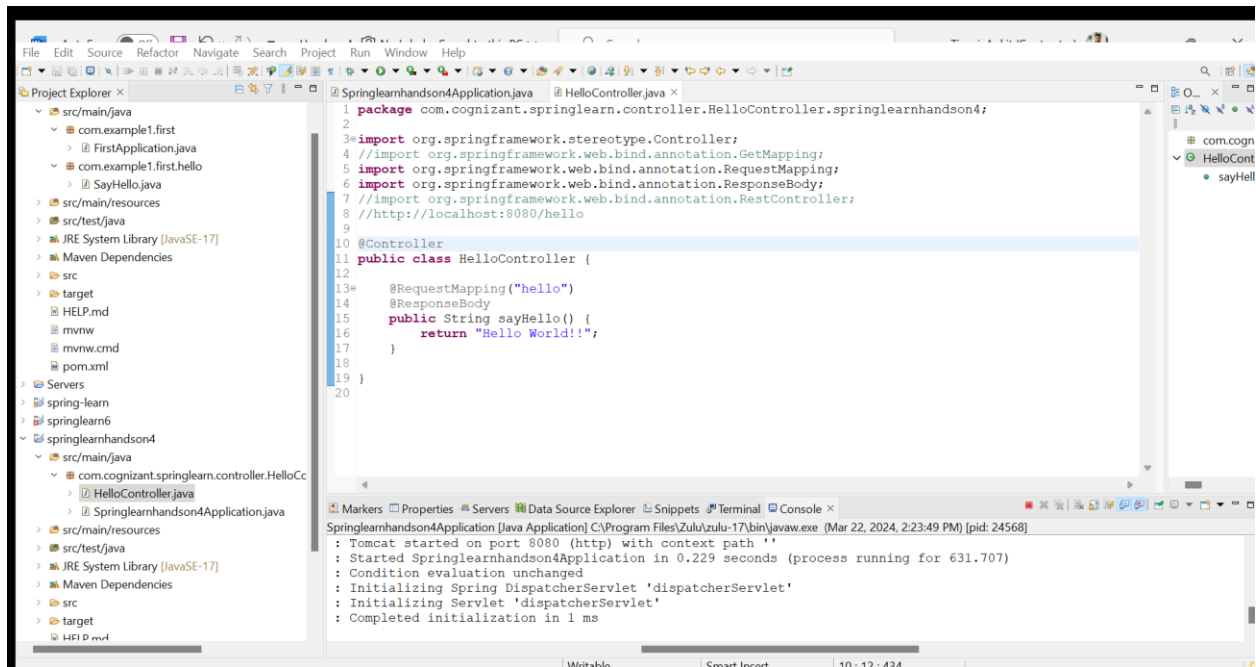 File Edit Source Refactor Navigate Search Project Run Window Help
Project Explorer
src/main/java
com.example1.first
FirstApplication.java
com.example1.first.hello
SayHello.java
src/main/resources
src/test/java
JRE System Library [JavaSE-17]
Maven Dependencies
src
target
HELP.md
mvnw
mvnw.cmd
pom.xml
Servers
spring-learn
springlearn6
springlearnhandson4
src/main/java
com.cognizant.springlearn.controller.HelloCc
HelloController.java
Springlearnhandson4Application.java
src/main/resources
src/test/java
JRE System Library [JavaSE-17]
Maven Dependencies
src
target
HELP.md
Springlearnhandson4Application.java HelloController.java
1 package com.cognizant.springlearn.controller.HelloController.springlearnhandson4;
2
3 import org.springframework.stereotype.Controller;
4 //import org.springframework.web.bind.annotation.GetMapping;
5 import org.springframework.web.bind.annotation.RequestMapping;
6 import org.springframework.web.bind.annotation.ResponseBody;
7 //import org.springframework.web.bind.annotation.RestController;
8 //http://localhost:8080/hello
9
10 @Controller
11 public class HelloController {
12
13 @RequestMapping("hello")
14 @ResponseBody
15 public String sayHello() {
16 return "Hello World!!";
17 }
18
19 }
20
O...
com.cogn
HelloCont
sayHell
Markers Properties Servers Data Source Explorer Snippets Terminal Console
Springlearnhandson4Application [Java Application] C:\Program Files\Zulu\zulu-17\bin\javaw.exe (Mar 22, 2024, 2:23:49 PM) [pid: 24568]
: Tomcat started on port 8080 (http) with context path ''
: Started Springlearnhandson4Application in 0.229 seconds (process running for 631.707)
: Condition evaluation unchanged
: Initializing Spring DispatcherServlet 'dispatcherServlet'
: Initializing Servlet 'dispatcherServlet'
: Completed initialization in 1 ms
Writable Smart Insert 10 : 12 : 434